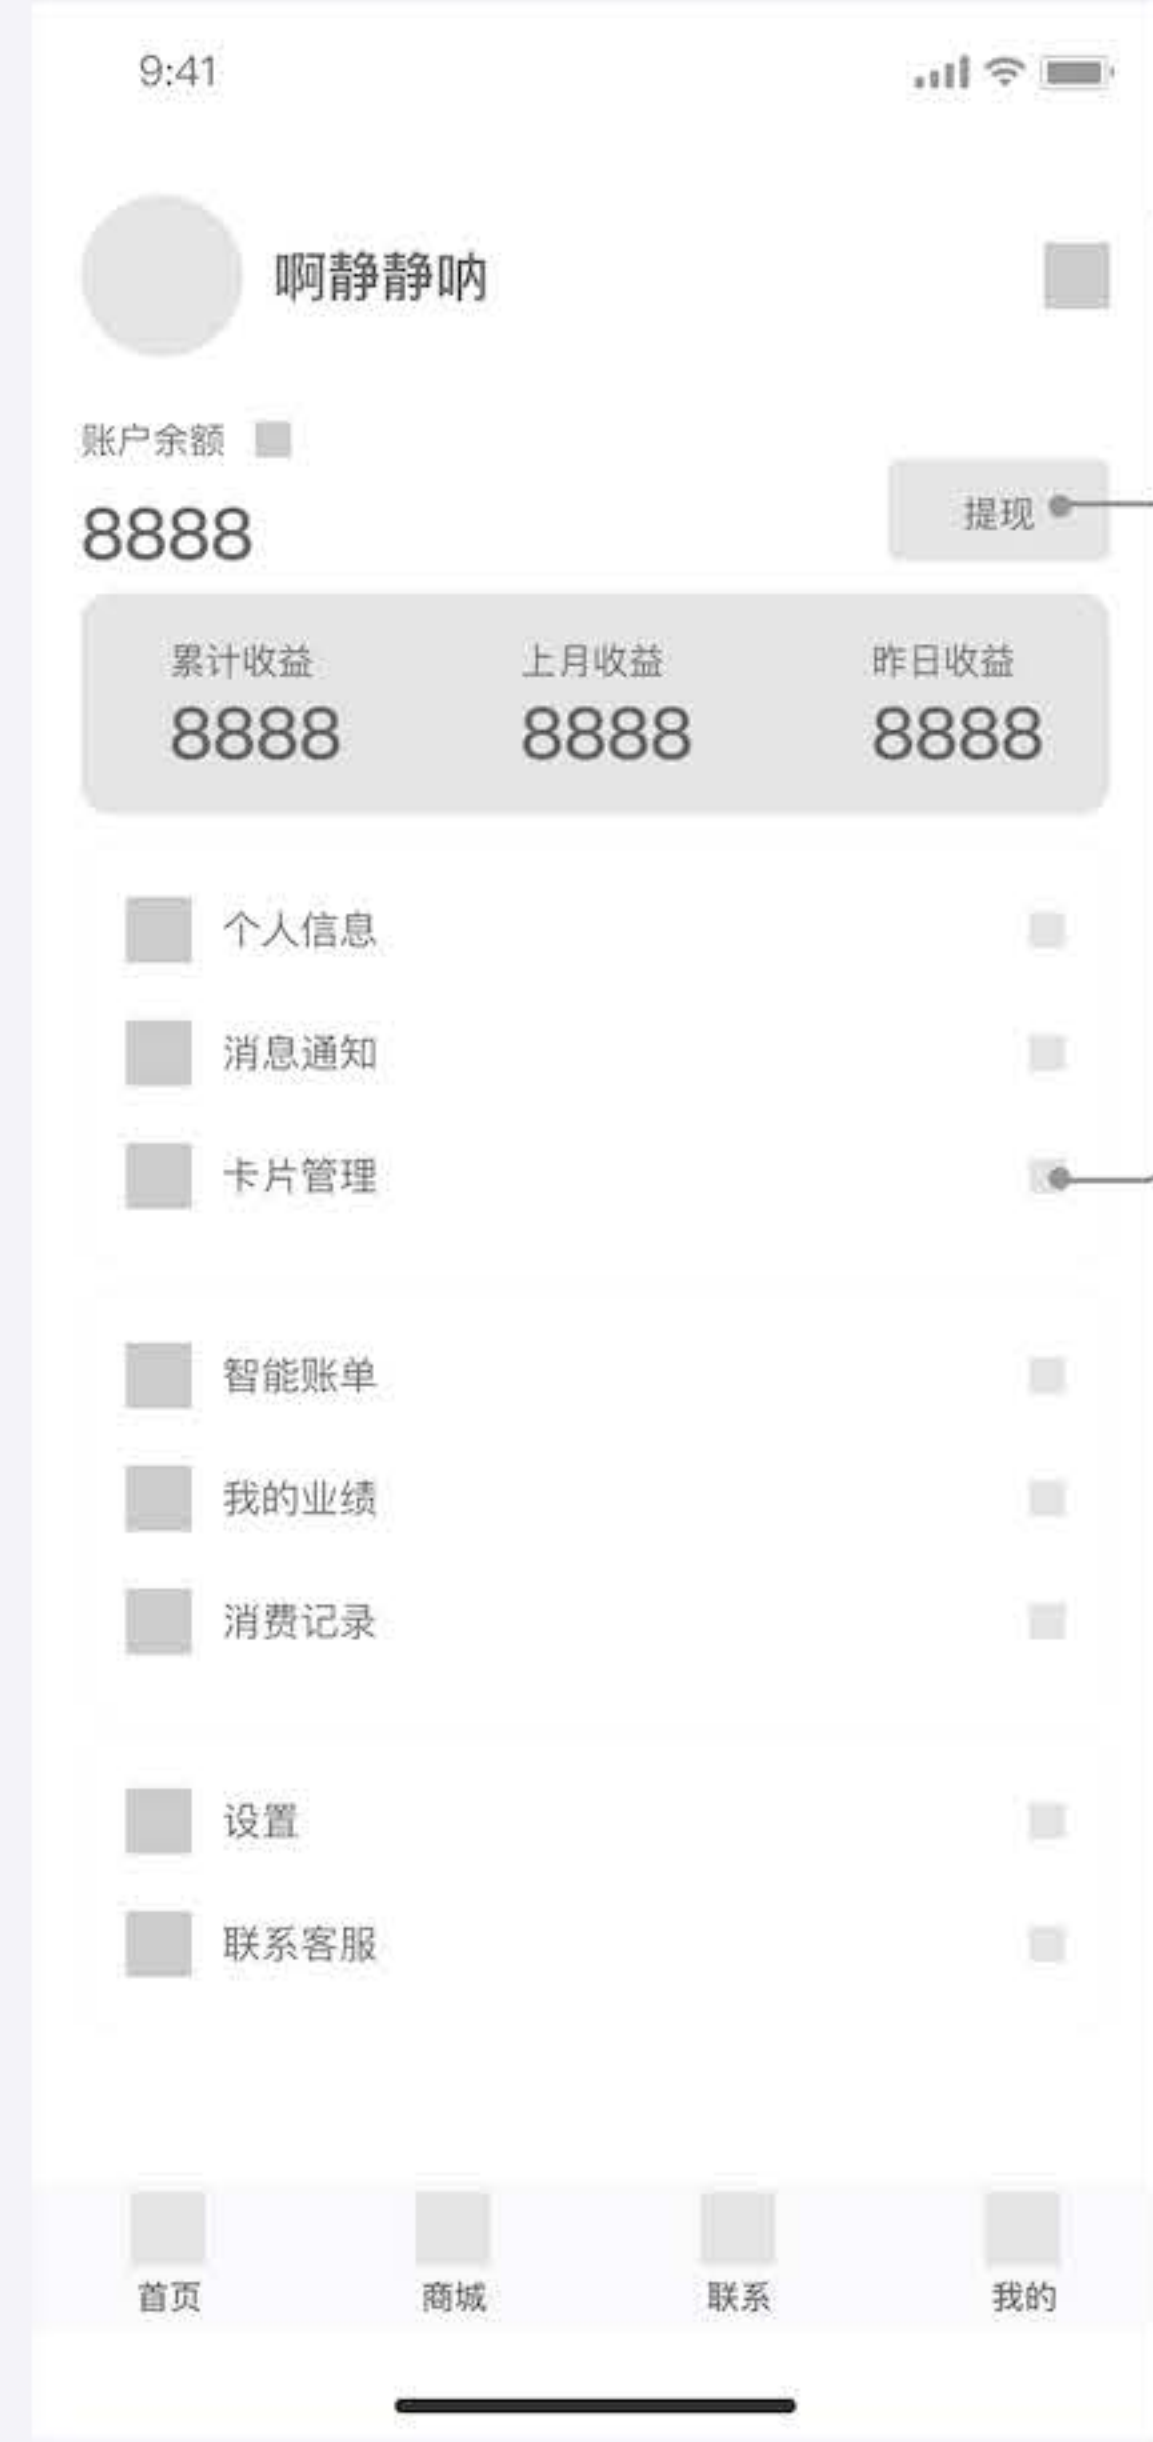 9:41
啊静静呐
账户余额
8888
提现
累计收益 上月收益 昨日收益
8888 8888 8888
个人信息
消息通知
卡片管理
智能账单
我的业绩
消费记录
设置
联系客服
首页 商城 联系 我的